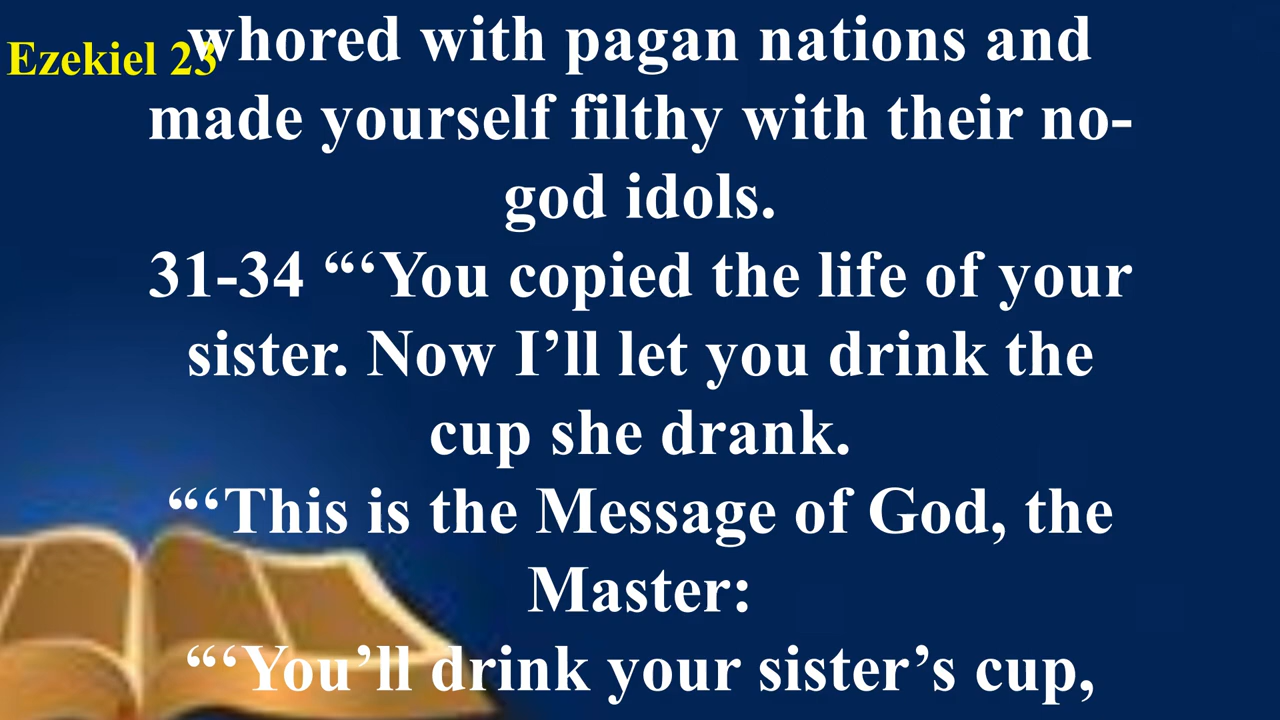 Ezekiel 23
whored with pagan nations and
made yourself filthy with their no-
god idols.
31-34 “‘You copied the life of your
sister. Now I’ll let you drink the
cup she drank.
“‘This is the Message of God, the
Master:
“‘You’ll drink your sister’s cup,